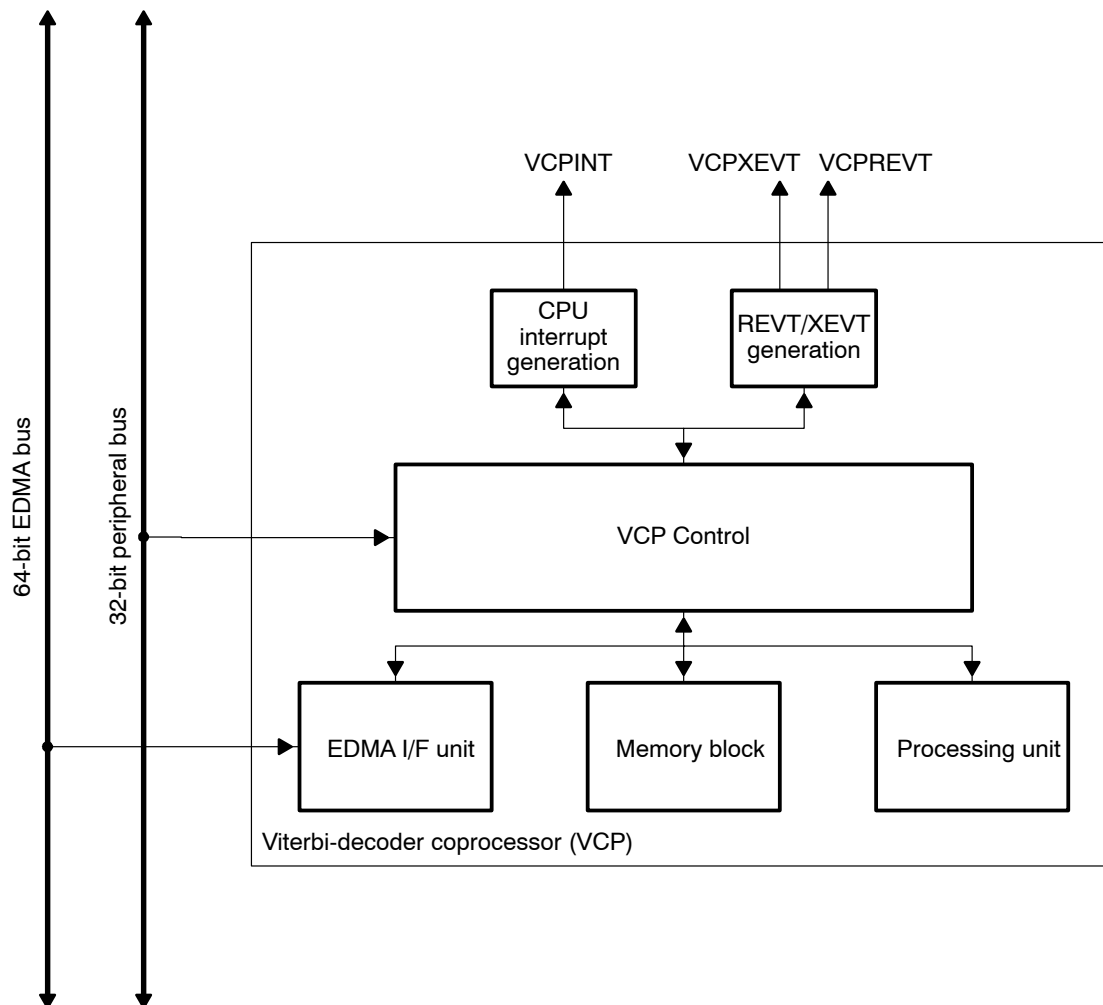 VCPINT
VCPXEVT
VCPREVT
CPU
interrupt
generation
REVT/XEVT
generation
64-bit EDMA bus
32-bit peripheral bus
VCP Control
EDMA I/F unit
Memory block
Processing unit
Viterbi-decoder coprocessor (VCP)